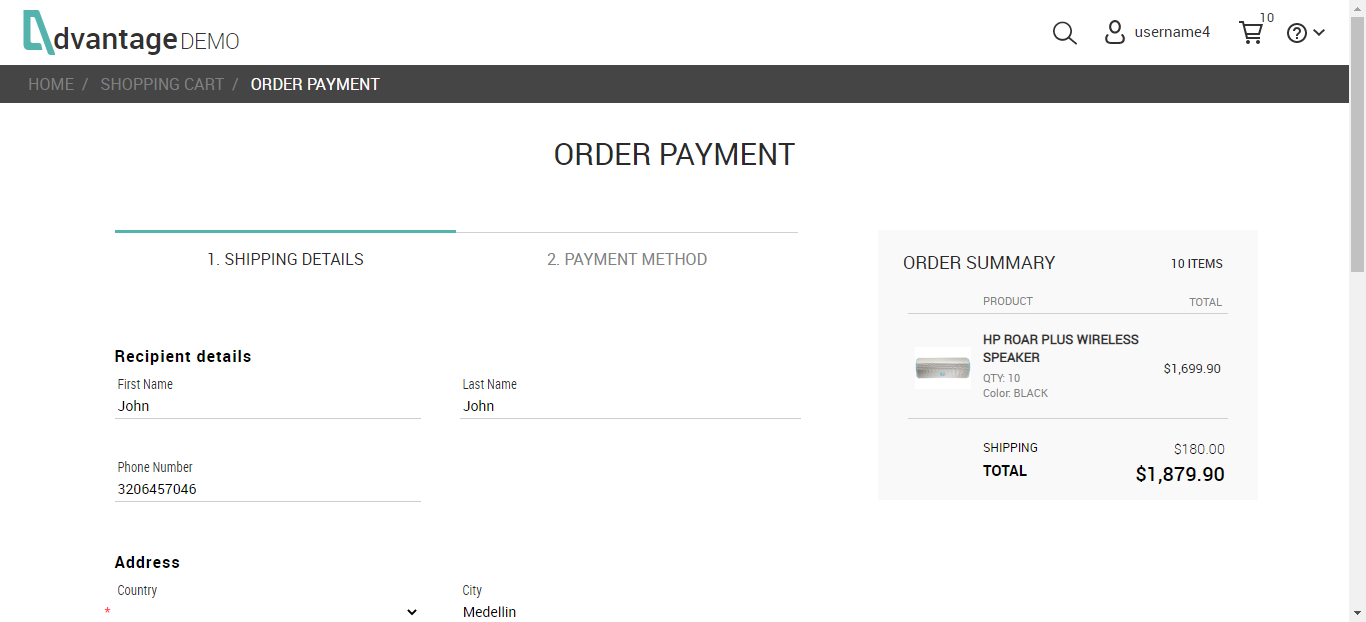 dvantage DEMO
username4
10
?
HOME / SHOPPING CART / ORDER PAYMENT
ORDER PAYMENT
1. SHIPPING DETAILS
2. PAYMENT METHOD
Recipient details
First Name
John
Last Name
John
Phone Number
3206457046
Address
Country
*
City
Medellin
ORDER SUMMARY
10 ITEMS
PRODUCT
TOTAL
HP ROAR PLUS WIRELESS
SPEAKER
QTY: 10
Color: BLACK
$1,699.90
SHIPPING
$180.00
TOTAL
$1,879.90